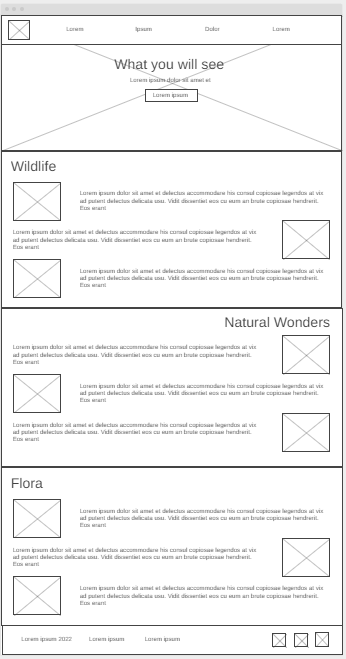 Lorem Ipsum Dolor Lorem
What you will see
Lorem ipsum dolor sit amet et
Lorem ipsum
Wildlife
Lorem ipsum dolor sit amet et delectus accommodare his consul copiosae legendos at vix
ad putent delectus delicata usu. Vidit dissentiet eos cu eum an brute copiosae hendrerit.
Eos erant
Lorem ipsum dolor sit amet et delectus accommodare his consul copiosae legendos at vix
ad putent delectus delicata usu. Vidit dissentiet eos cu eum an brute copiosae hendrerit.
Eos erant
Lorem ipsum dolor sit amet et delectus accommodare his consul copiosae legendos at vix
ad putent delectus delicata usu. Vidit dissentiet eos cu eum an brute copiosae hendrerit.
Eos erant
Natural Wonders
Lorem ipsum dolor sit amet et delectus accommodare his consul copiosae legendos at vix
ad putent delectus delicata usu. Vidit dissentiet eos cu eum an brute copiosae hendrerit.
Eos erant
Lorem ipsum dolor sit amet et delectus accommodare his consul copiosae legendos at vix
ad putent delectus delicata usu. Vidit dissentiet eos cu eum an brute copiosae hendrerit.
Eos erant
Lorem ipsum dolor sit amet et delectus accommodare his consul copiosae legendos at vix
ad putent delectus delicata usu. Vidit dissentiet eos cu eum an brute copiosae hendrerit.
Eos erant
Flora
Lorem ipsum dolor sit amet et delectus accommodare his consul copiosae legendos at vix
ad putent delectus delicata usu. Vidit dissentiet eos cu eum an brute copiosae hendrerit.
Eos erant
Lorem ipsum dolor sit amet et delectus accommodare his consul copiosae legendos at vix
ad putent delectus delicata usu. Vidit dissentiet eos cu eum an brute copiosae hendrerit.
Eos erant
Lorem ipsum dolor sit amet et delectus accommodare his consul copiosae legendos at vix
ad putent delectus delicata usu. Vidit dissentiet eos cu eum an brute copiosae hendrerit.
Eos erant
Lorem ipsum 2022 Lorem ipsum Lorem ipsum